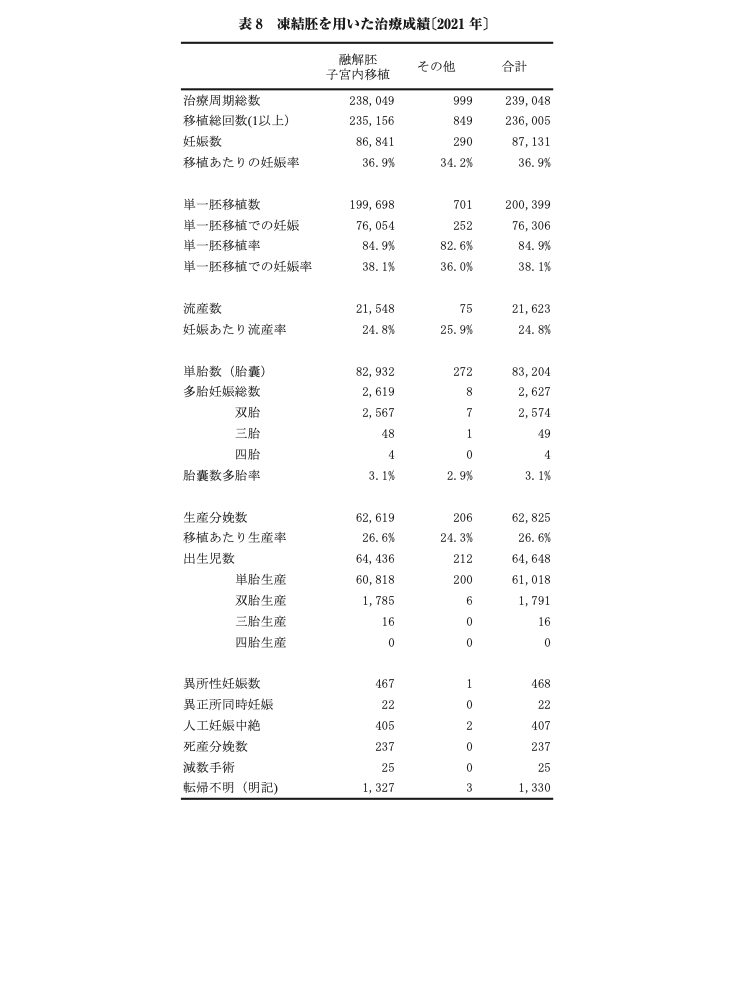 表 8　凍結胚を用いた治療成績〔2021 年〕
融解胚
子宮内移植 その他 合計
治療周期総数 238,049 999 239,048
移植総回数(1以上） 235,156 849 236,005
妊娠数 86,841 290 87,131
移植あたりの妊娠率 36.9% 34.2% 36.9%
単一胚移植数 199,698 701 200,399
単一胚移植での妊娠 76,054 252 76,306
単一胚移植率 84.9% 82.6% 84.9%
単一胚移植での妊娠率 38.1% 36.0% 38.1%
流産数 21,548 75 21,623
妊娠あたり流産率 24.8% 25.9% 24.8%
単胎数（胎嚢） 82,932 272 83,204
多胎妊娠総数 2,619 8 2,627
双胎 2,567 7 2,574
三胎 48 1 49
四胎 4 0 4
胎嚢数多胎率 3.1% 2.9% 3.1%
生産分娩数 62,619 206 62,825
移植あたり生産率 26.6% 24.3% 26.6%
出生児数 64,436 212 64,648
単胎生産 60,818 200 61,018
双胎生産 1,785 6 1,791
三胎生産 16 0 16
四胎生産 0 0 0
異所性妊娠数 467 1 468
異正所同時妊娠 22 0 22
人工妊娠中絶 405 2 407
死産分娩数 237 0 237
減数手術 25 0 25
転帰不明（明記) 1,327 3 1,330